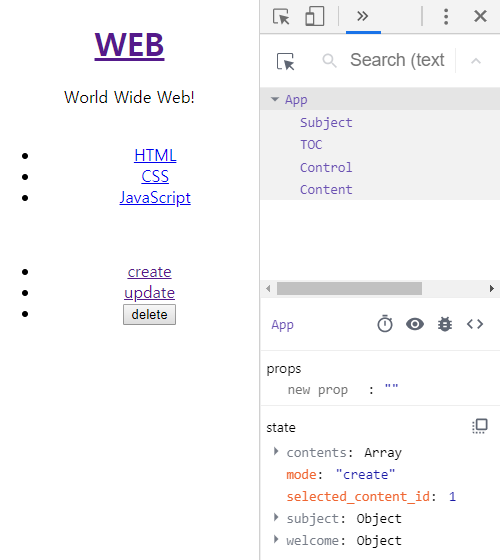 WEB
World Wide Web!
HTML
CSS
JavaScript
create
update
delete
Search (text
App
Subject
TOC
Control
Content
App
props
new prop : ""
state
contents: Array
mode: "create"
selected_content_id: 1
subject: Object
welcome: Object